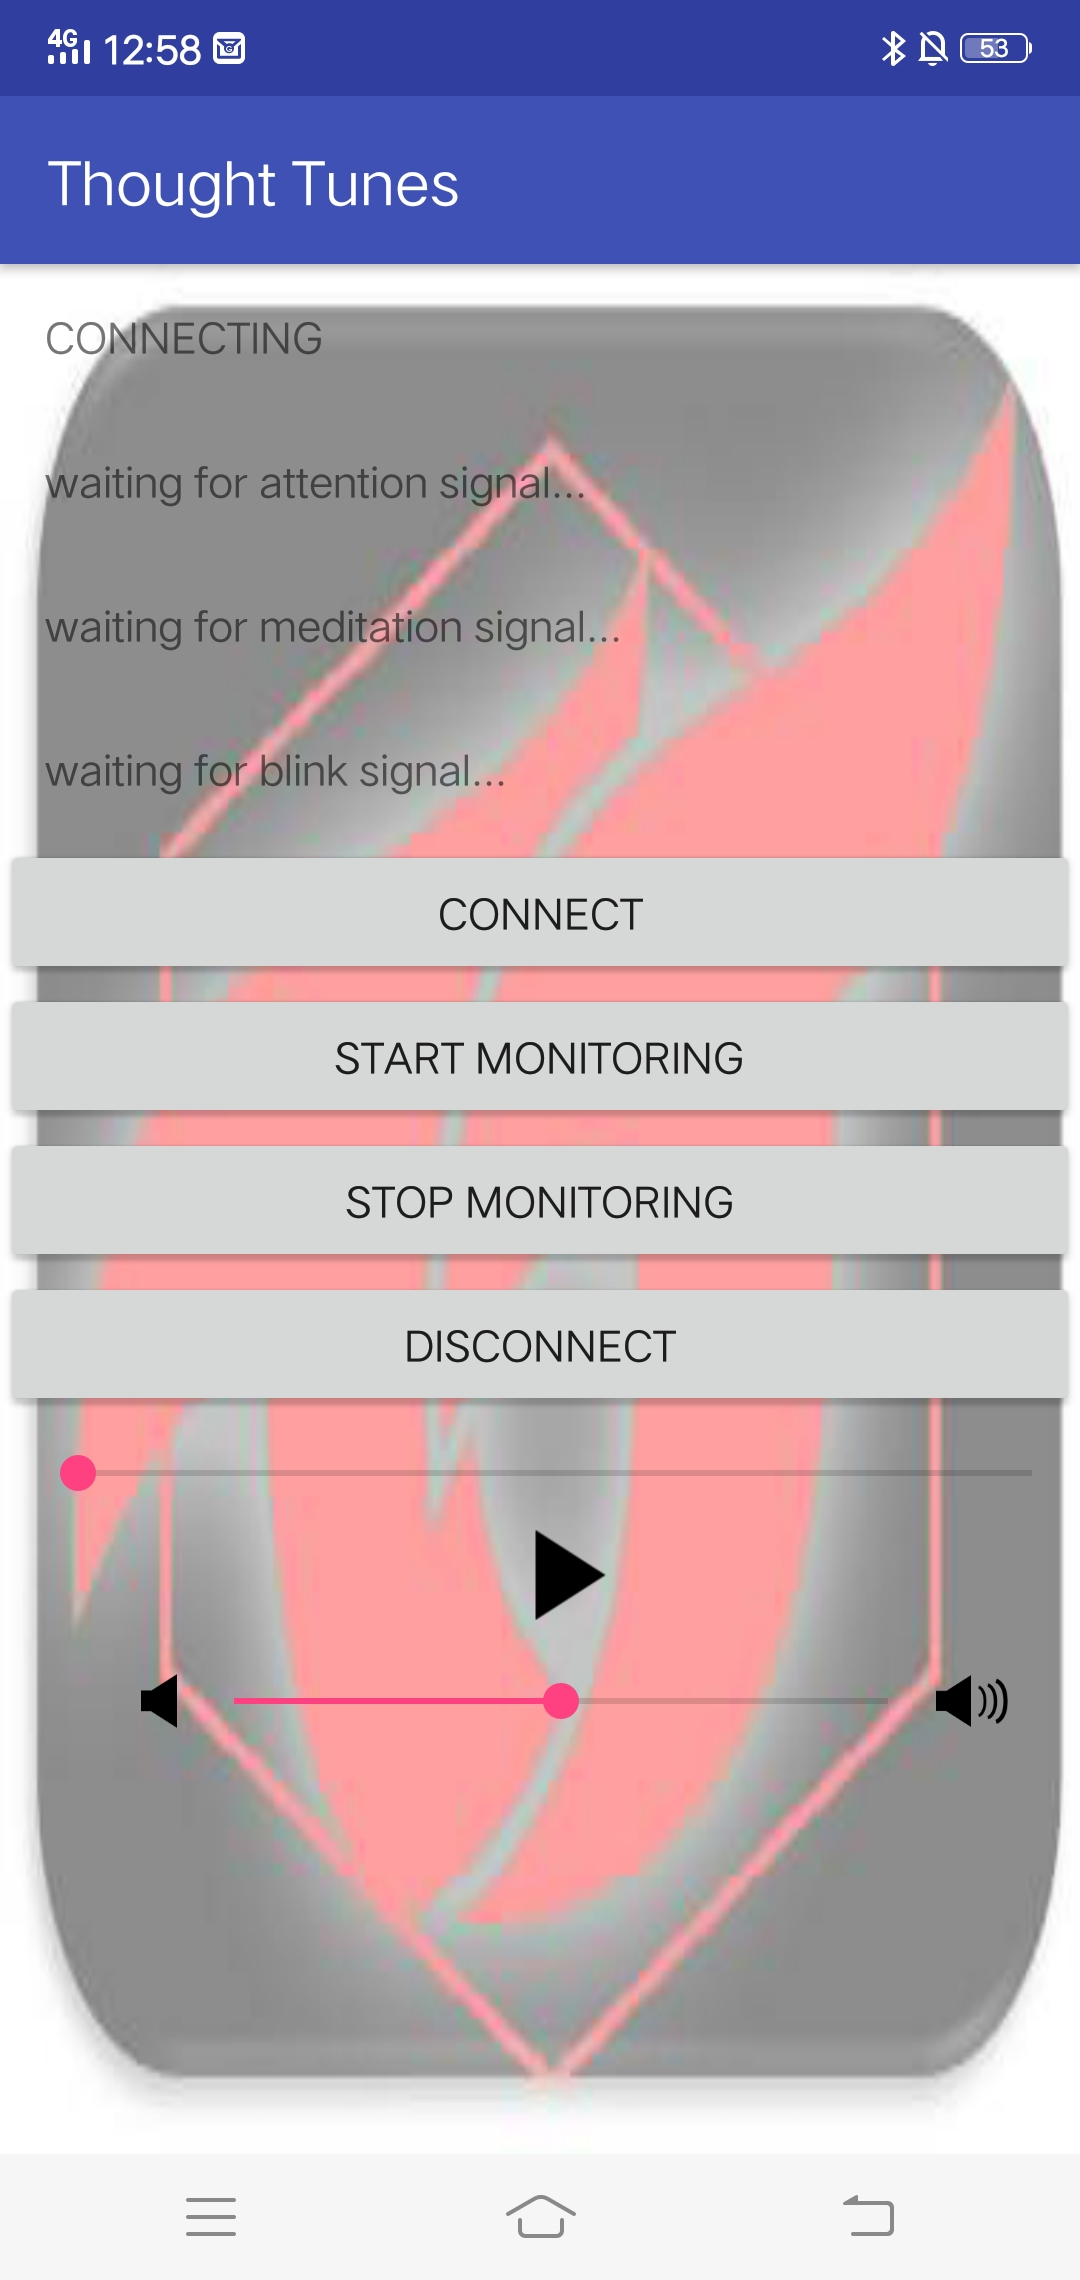 4G 12:58 53
Thought Tunes
CONNECTING
waiting for attention signal...
waiting for meditation signal...
waiting for blink signal...
CONNECT
START MONITORING
STOP MONITORING
DISCONNECT